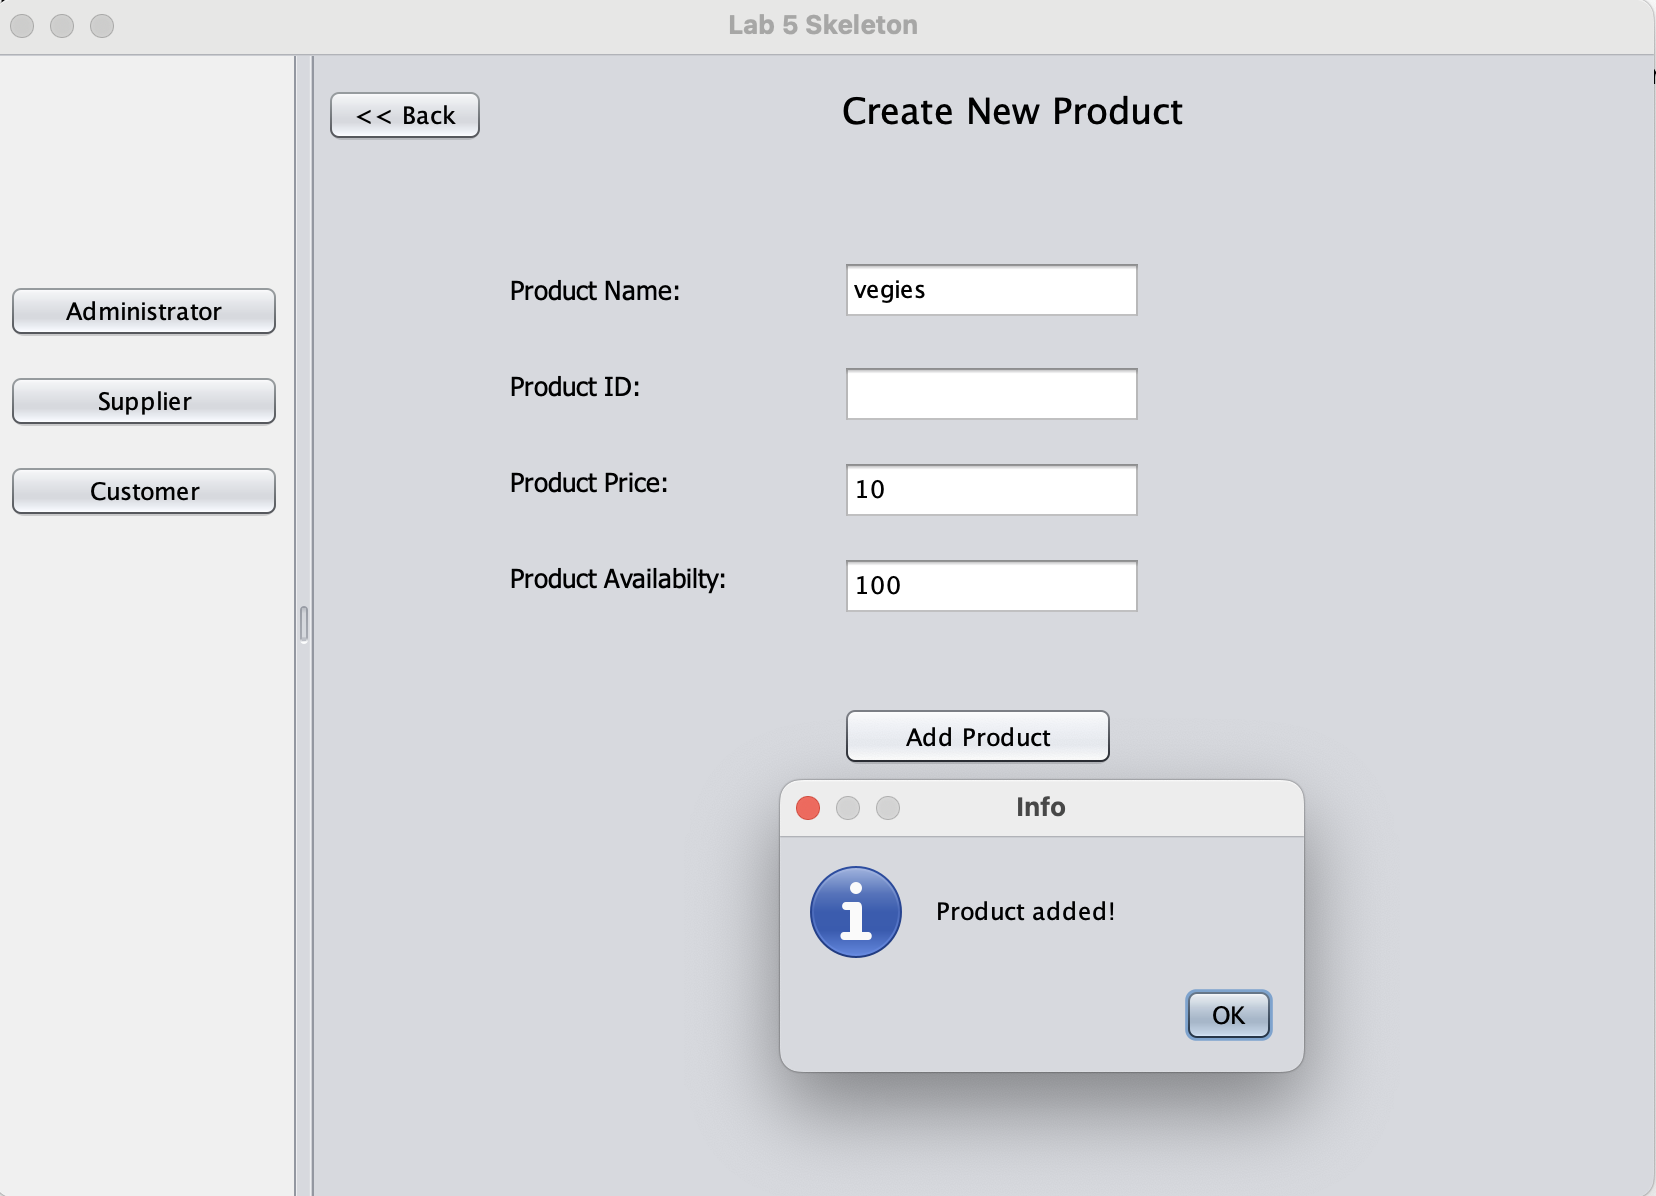 Lab 5 Skeleton
<< Back
Create New Product
Administrator
Supplier
Customer
Product Name: vegies
Product ID:
Product Price: 10
Product Availabilty: 100
Add Product
Info
Product added!
OK